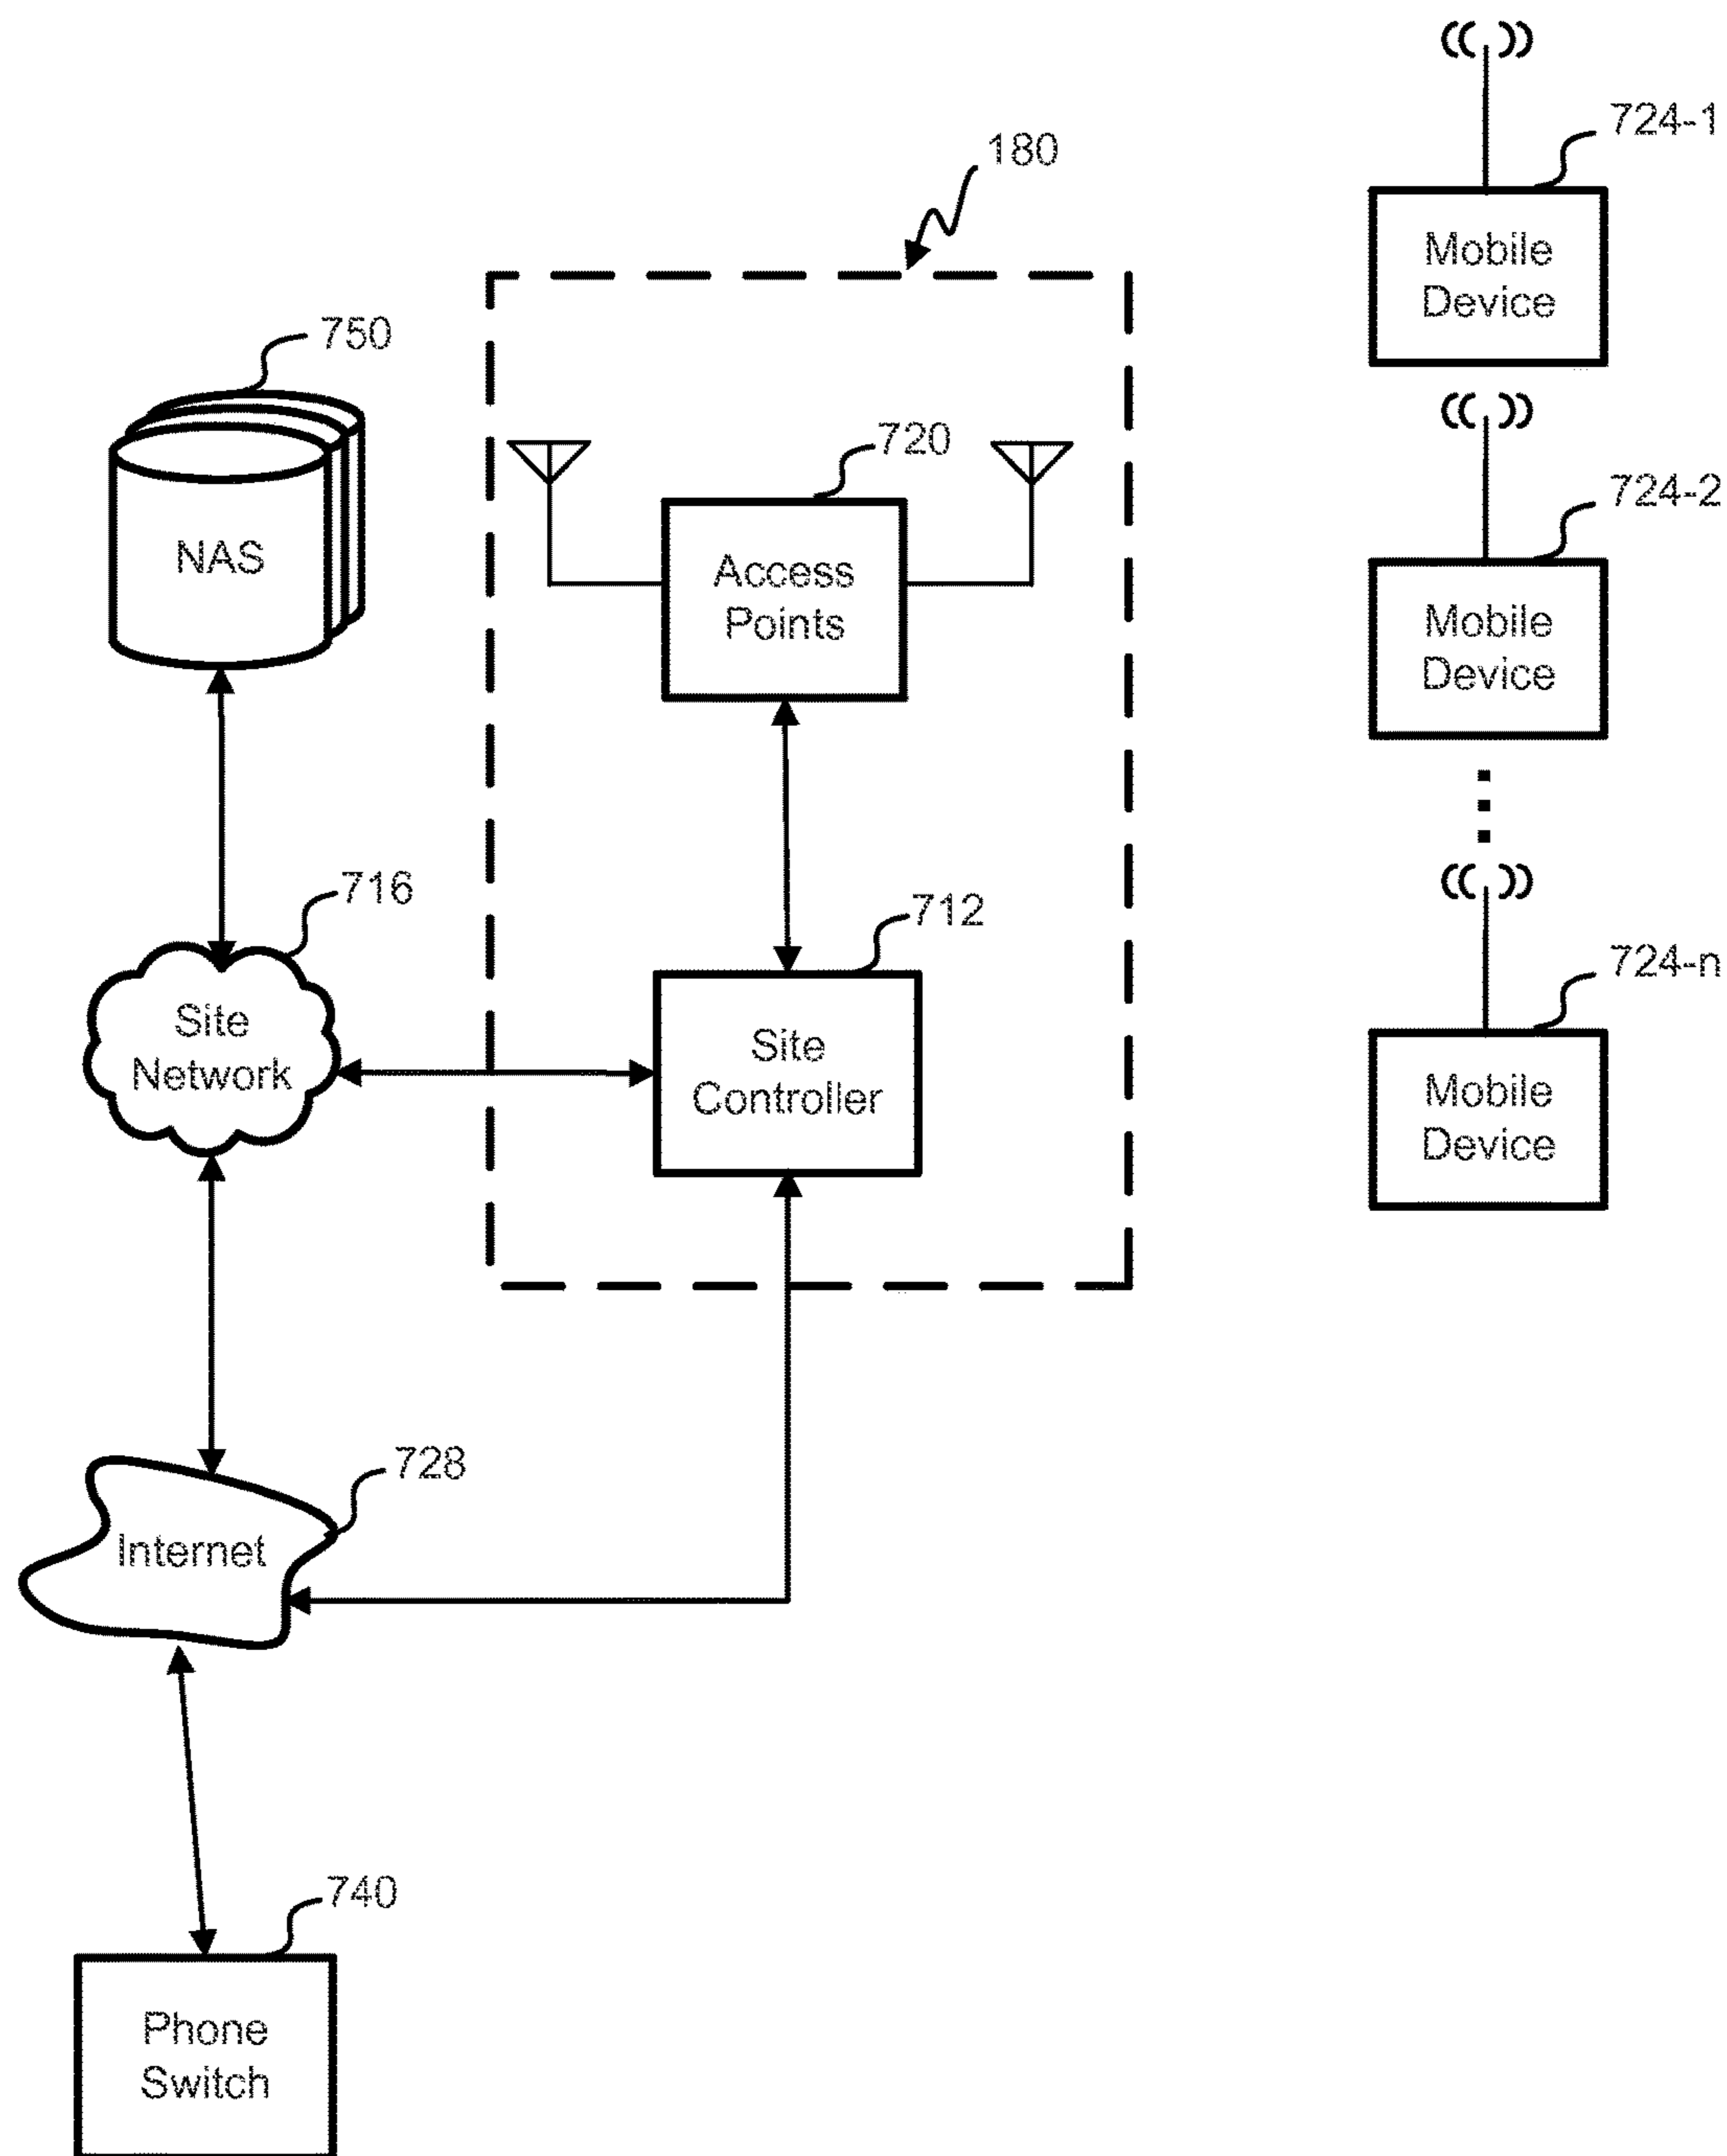 724-1
180
Mobile
Device
750
720
724-2
NAS
Access
Points
Mobile
Device
716
712
724-n
Site
Network
Site
Controller
Mobile
Device
728
Internet
740
Phone
Switch